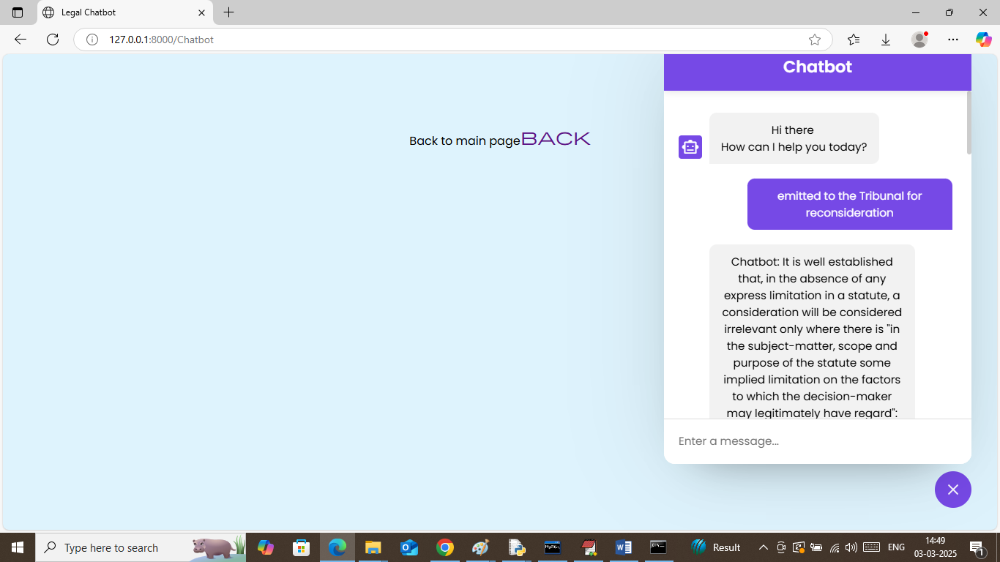 Legal Chatbot
127.0.0.1:8000/Chatbot
Chatbot
Hi there
How can I help you today?
Back to main pageBACK
emitted to the Tribunal for
reconsideration
Chatbot: It is well established
that, in the absence of any
express limitation in a statute, a
consideration will be considered
irrelevant only where there is "in
the subject-matter, scope and
purpose of the statute some
implied limitation on the factors
to which the decision-maker
may legitimately have regard":
Enter a message...
Type here to search
Result
ENG
14:49
03-03-2025
1